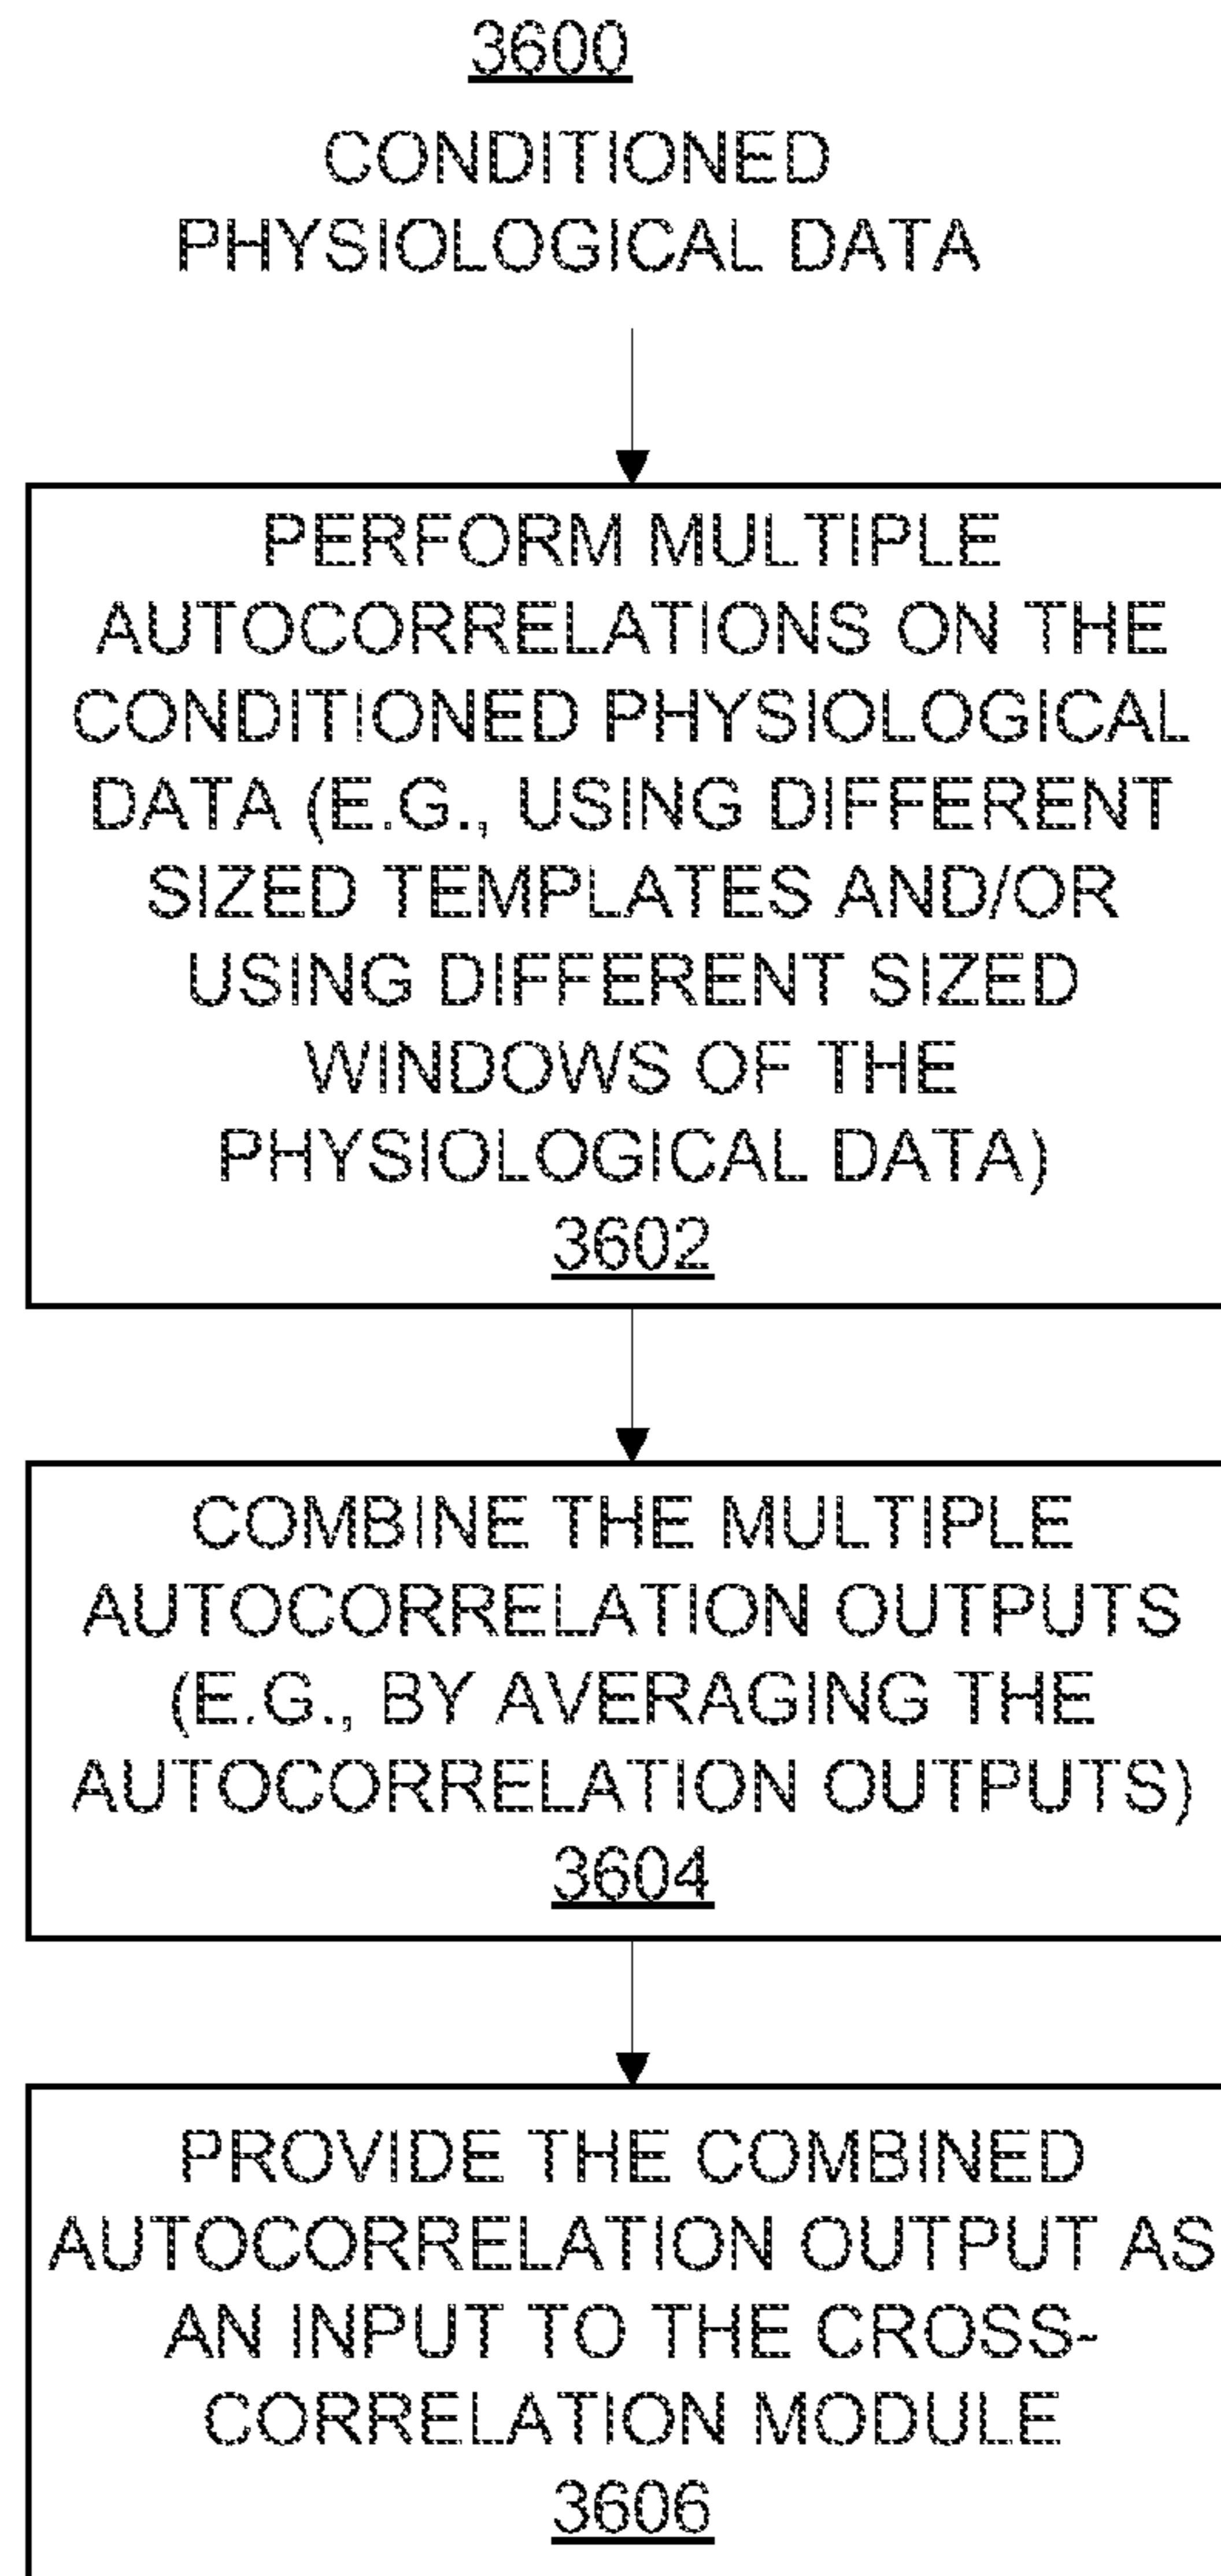 3600
CONDITIONED
PHYSIOLOGICAL DATA
PERFORM MULTIPLE
AUTOCORRELATIONS ON THE
CONDITIONED PHYSIOLOGICAL
DATA (E.G., USING DIFFERENT
SIZED TEMPLATES AND/OR
USING DIFFERENT SIZED
WINDOWS OF THE
PHYSIOLOGICAL DATA)
3602
COMBINE THE MULTIPLE
AUTOCORRELATION OUTPUTS
(E.G., BY AVERAGING THE
AUTOCORRELATION OUTPUTS)
3604
PROVIDE THE COMBINED
AUTOCORRELATION OUTPUT AS
AN INPUT TO THE CROSS-
CORRELATION MODULE
3606